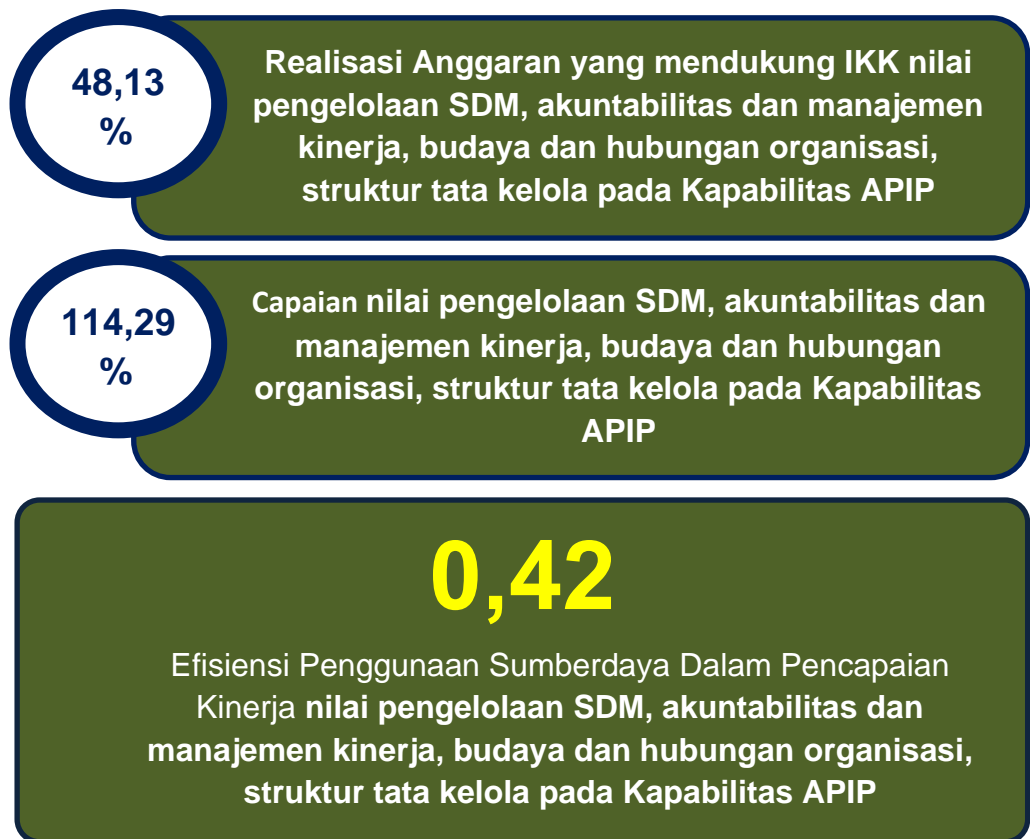 48,13
%
Realisasi Anggaran yang mendukung IKK nilai
pengelolaan SDM, akuntabilitas dan manajemen
kinerja, budaya dan hubungan organisasi,
struktur tata kelola pada Kapabilitas APIP
114,29
%
Capaian nilai pengelolaan SDM, akuntabilitas dan
manajemen kinerja, budaya dan hubungan
organisasi, struktur tata kelola pada Kapabilitas
APIP
0,42
Efisiensi Penggunaan Sumberdaya Dalam Pencapaian
Kinerja nilai pengelolaan SDM, akuntabilitas dan
manajemen kinerja, budaya dan hubungan organisasi,
struktur tata kelola pada Kapabilitas APIP